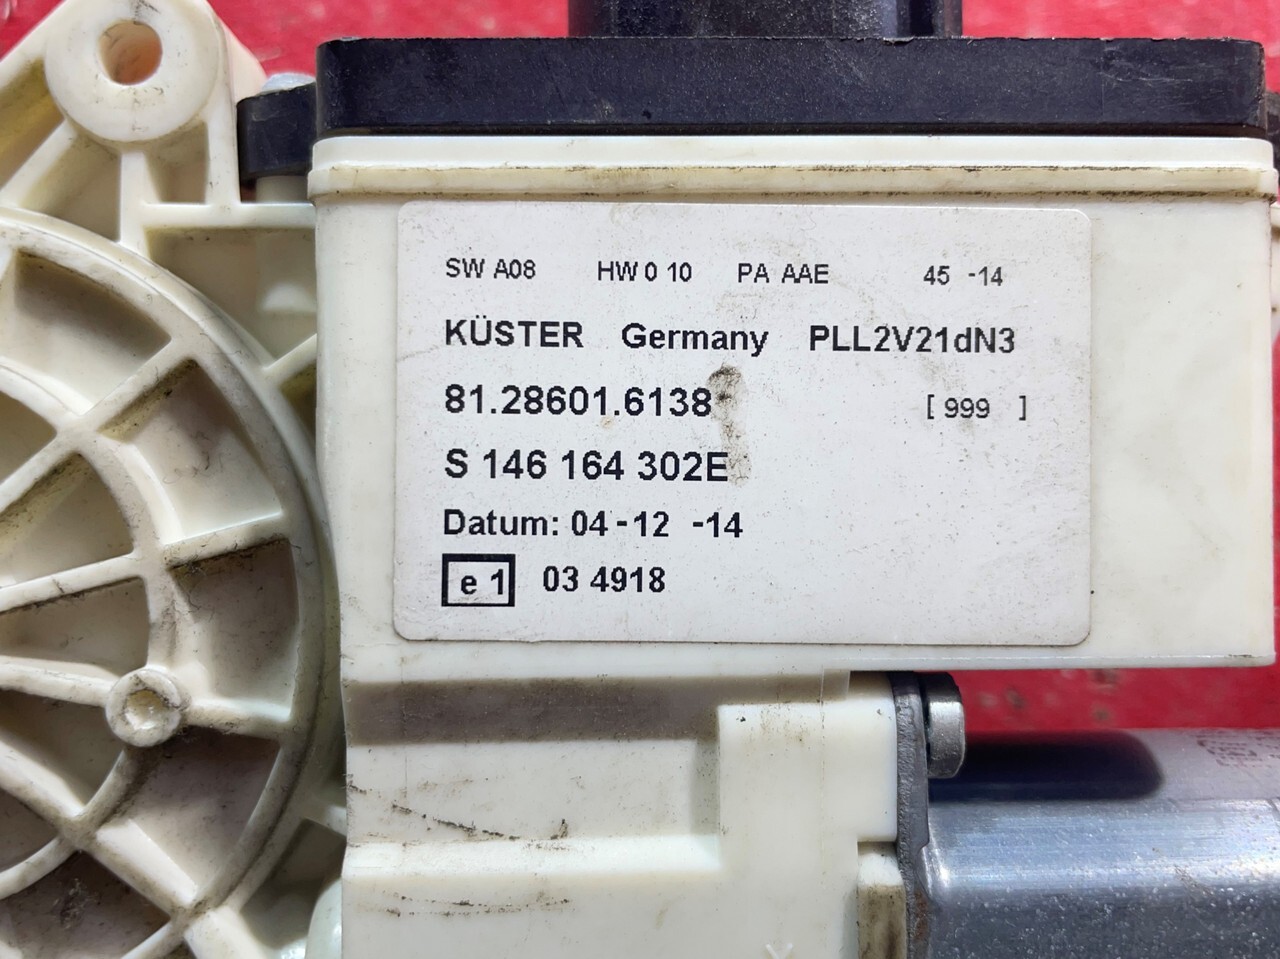 SW A08 HW 0 10 PA AAE 45 -14
KÜSTER Germany PLL2V21dN3
81.28601.6138 [ 999 ]
S 146 164 302E
Datum: 04-12 -14
e 1 03 4918